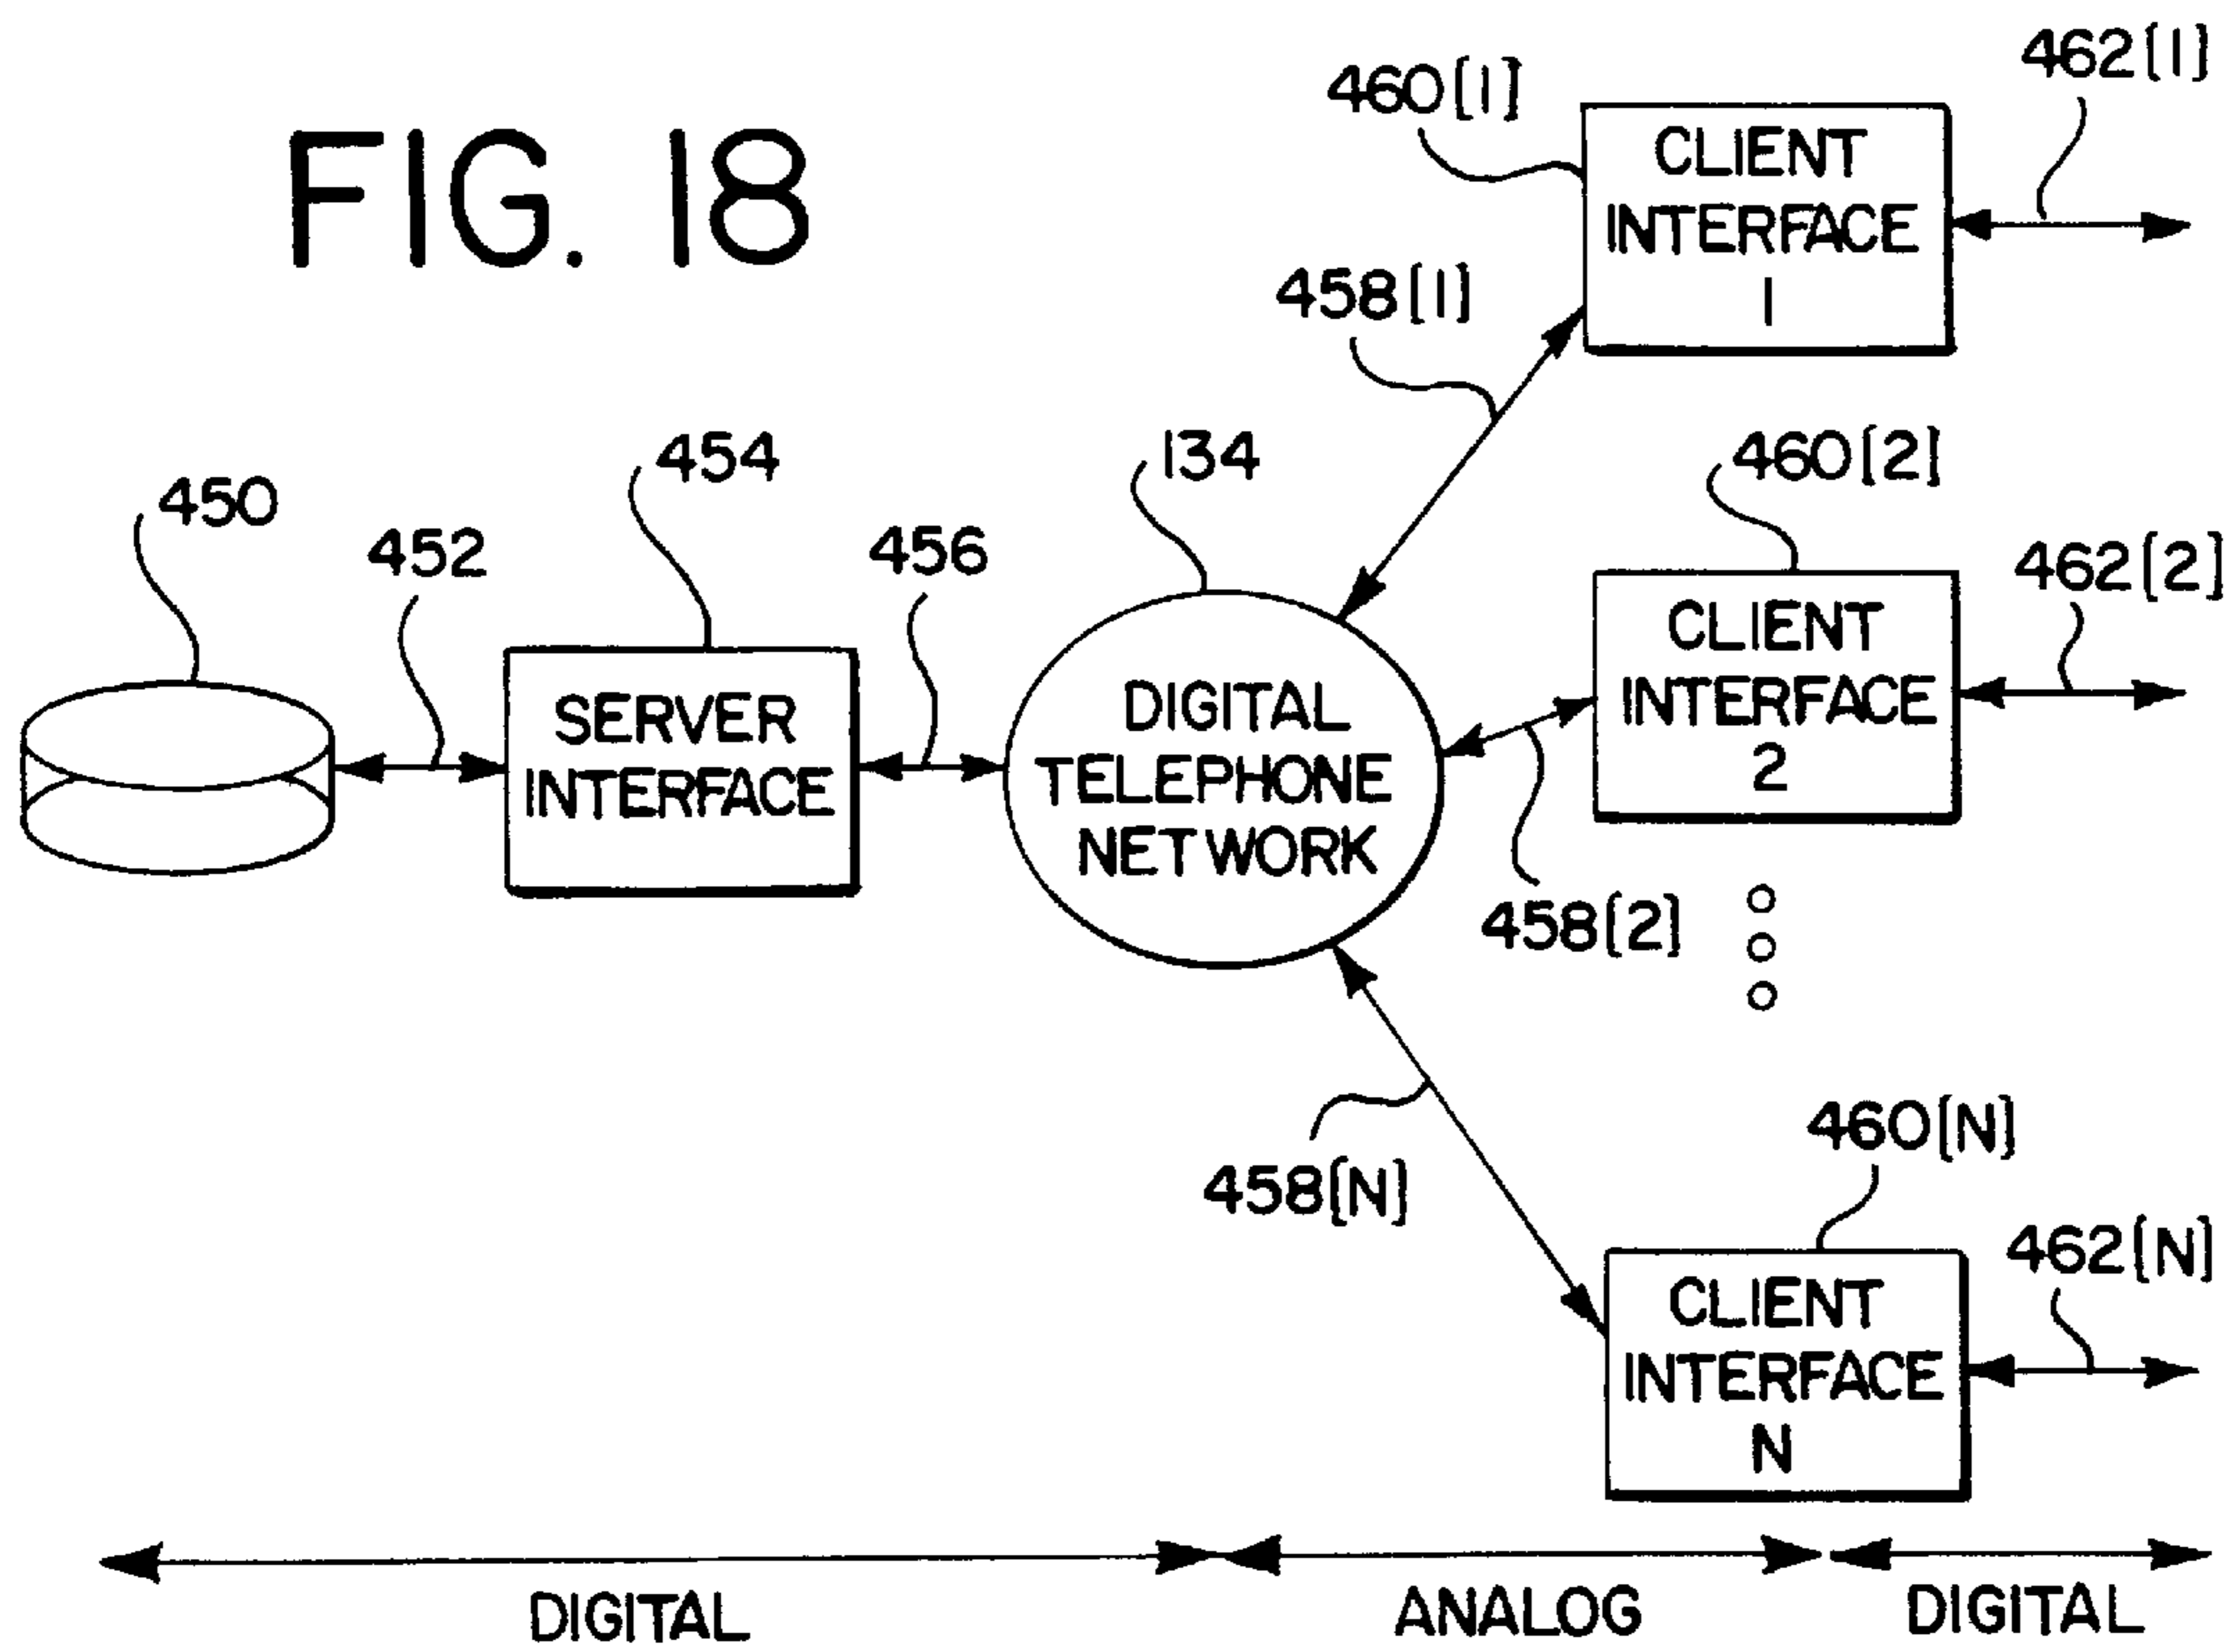 FIG. 18
460[1]
462[1]
CLIENT
INTERFACE
1
458[1]
460[2]
462[2]
CLIENT
INTERFACE
2
458[2]
450
452
454
456
134
SERVER
INTERFACE
DIGITAL
TELEPHONE
NETWORK
458[N]
460[N]
462[N]
CLIENT
INTERFACE
N
DIGITAL
ANALOG
DIGITAL